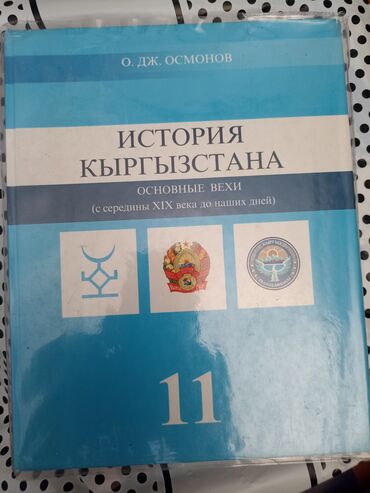 О. ДЖ. ОСМОНОВ
ИСТОРИЯ
КЫРГЫЗСТАНА
ОСНОВНЫЕ ВЕХИ
(с середины XIX века до наших дней)
11